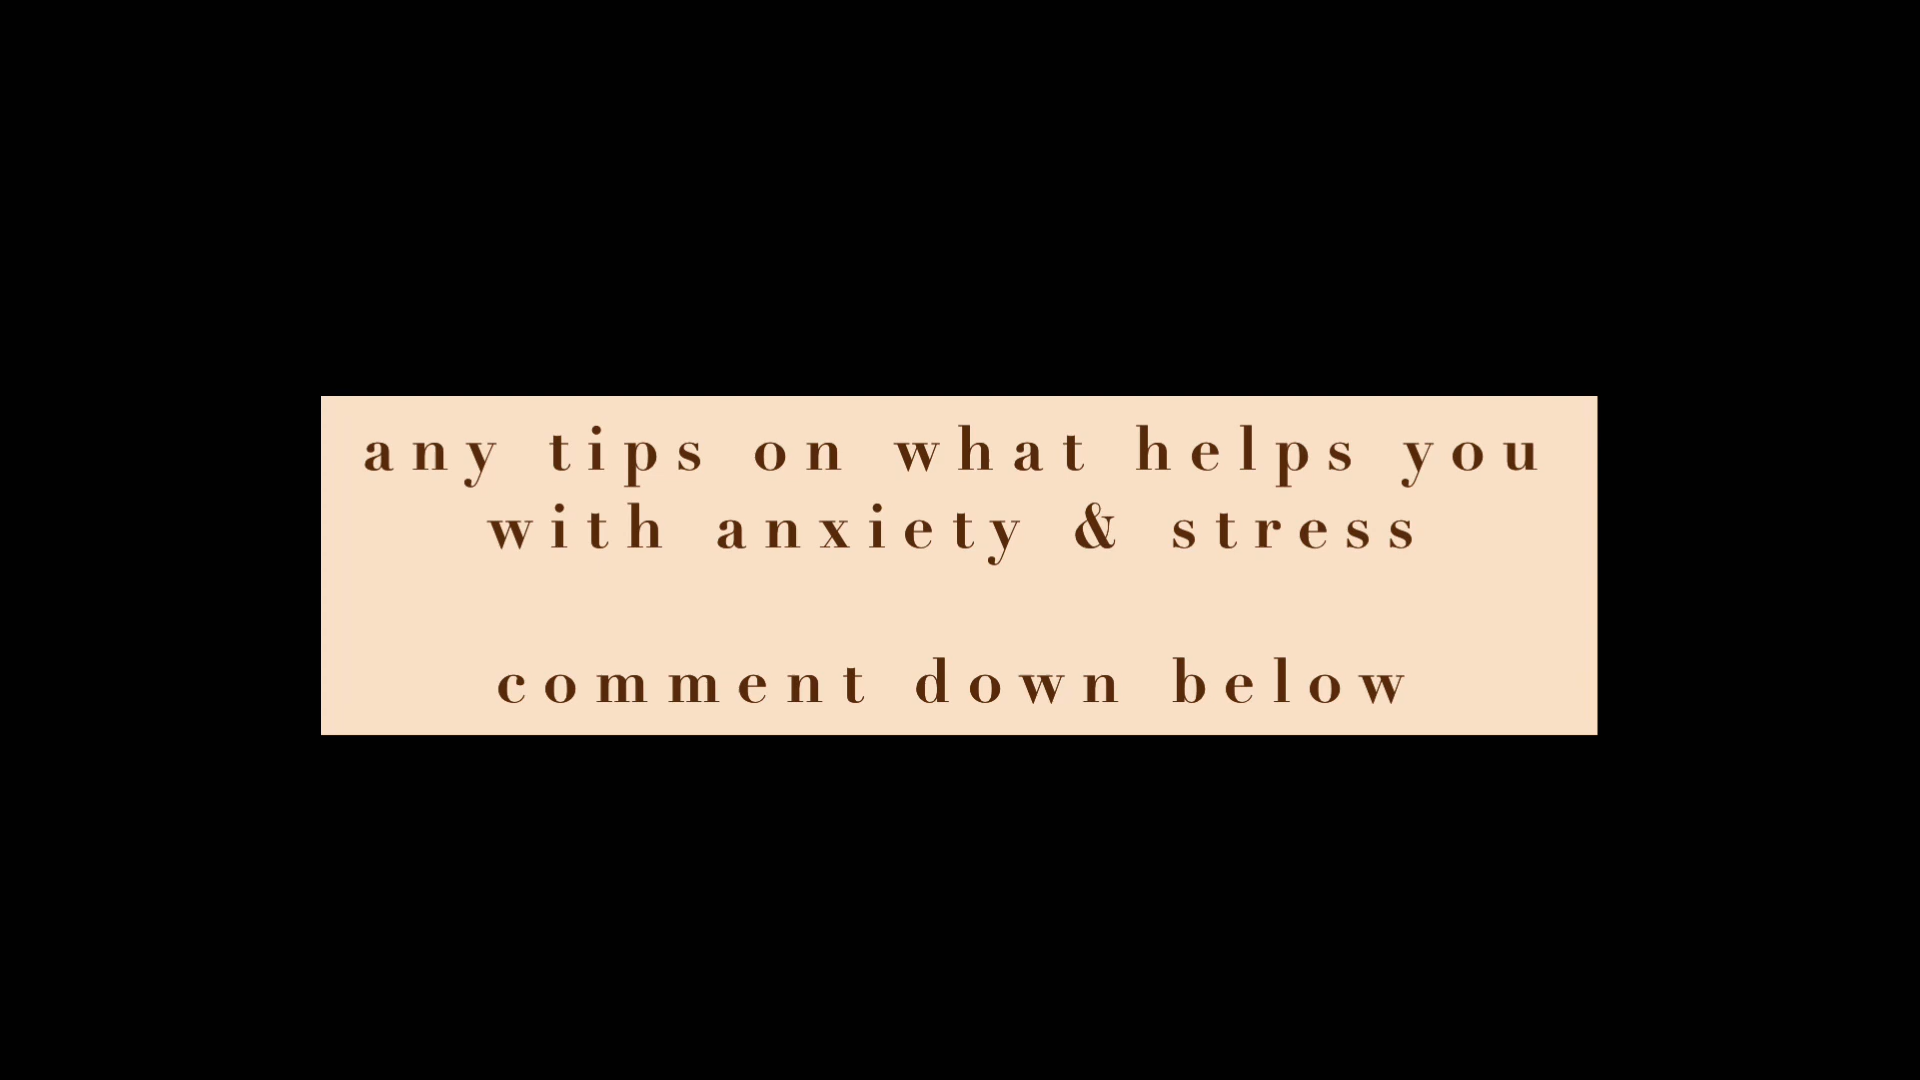 any tips on what helps you
with anxiety & stress
comment down below